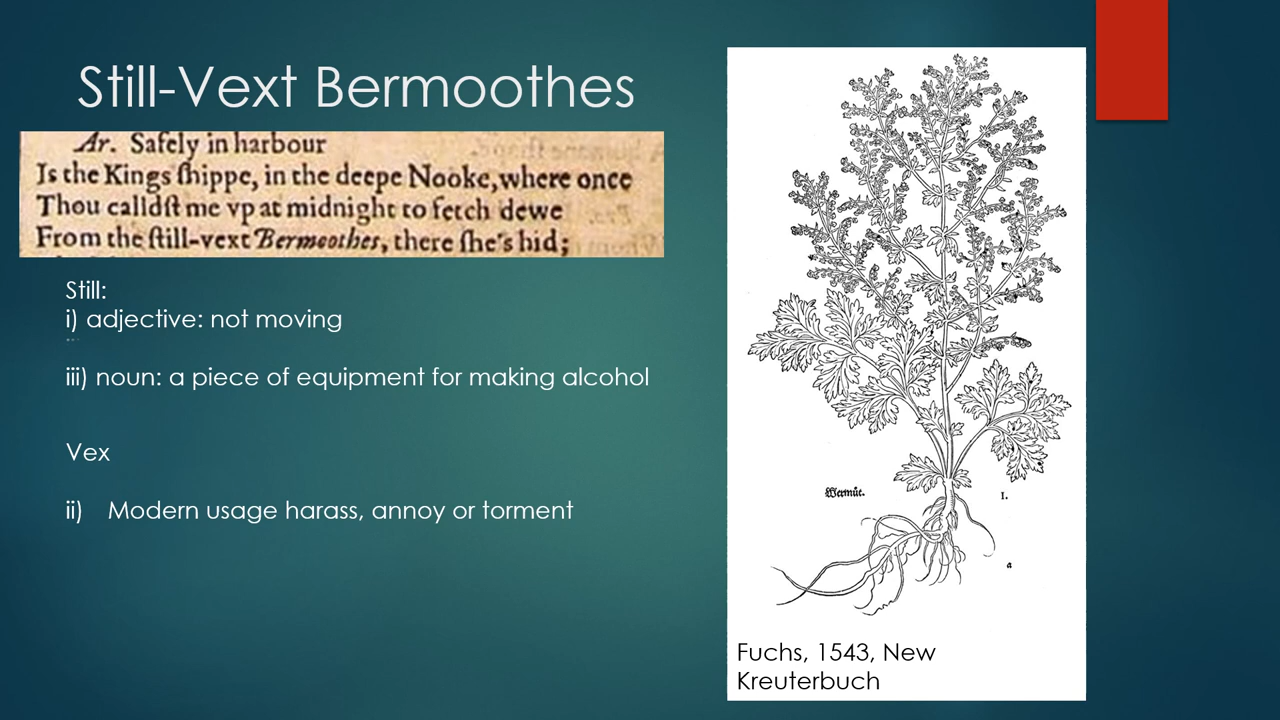 Still-Vext Bermoothes
Ar. Safely in harbour
Is the Kings ſhippe, in the deepe Nooke, where once
Thou calldſt me vp at midnight to fetch dewe
From the ſtill-vext Bermoothes, there ſhe's hid;
Still:
i) adjective: not moving
iii) noun: a piece of equipment for making alcohol
Vex
ii) Modern usage harass, annoy or torment
Wermůt.
I.
a
Fuchs, 1543, New
Kreuterbuch